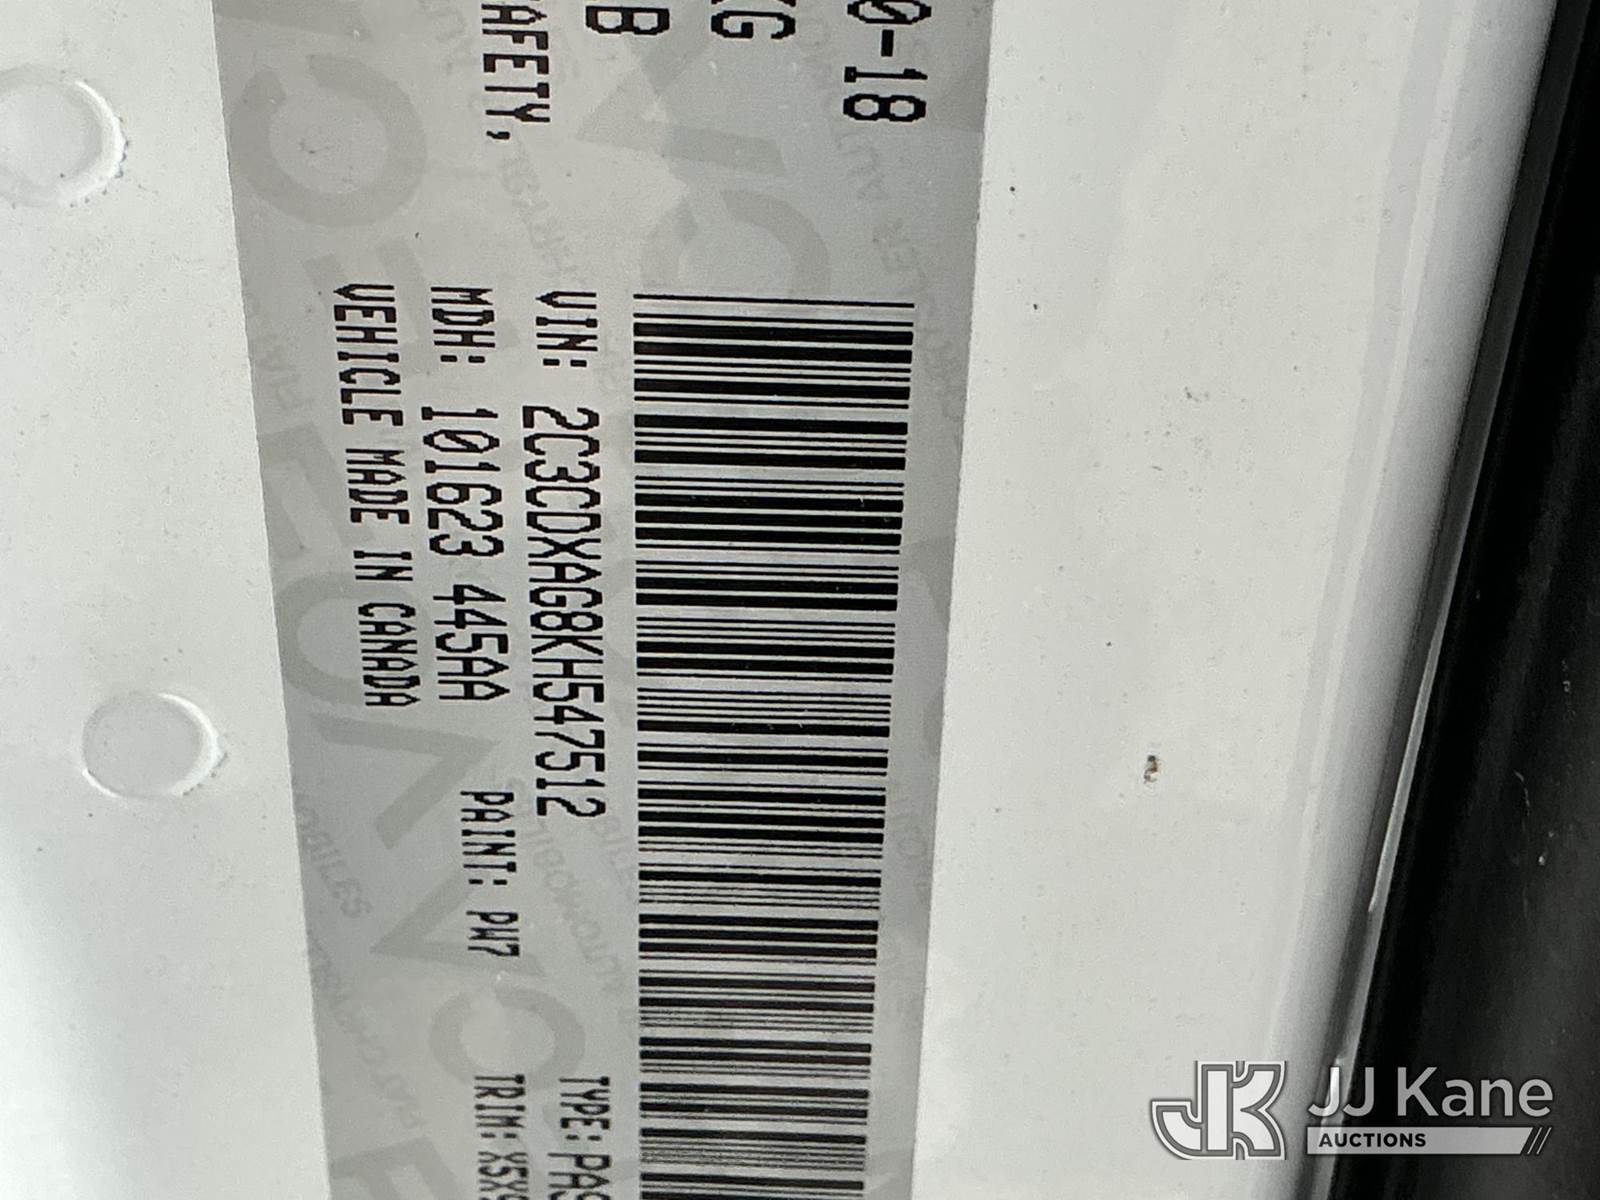 0-18
KG
B
AFETY,
VIN: 2C3CDXAG8KH547512
TYPE: PAS
MDH: 101623 445AA
PAINT: PW7
TRIM: X5X9
VEHICLE MADE IN CANADA
JJ Kane
AUCTIONS